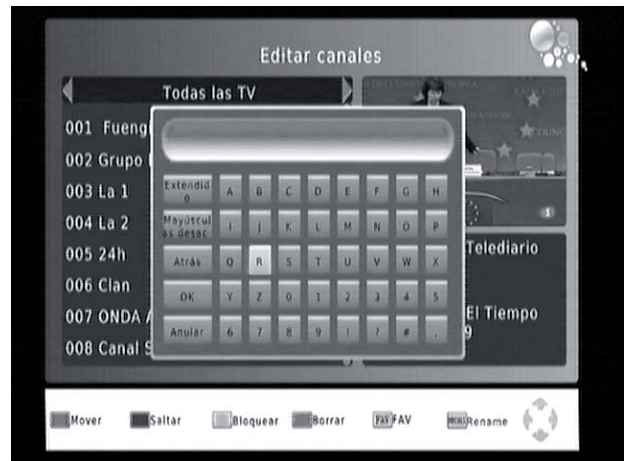 Editar canales
Todas las TV
001 Fuengi
002 Grupo
003 La 1
004 La 2
005 24h
006 Clan
007 ONDA A
008 Canal S
Extendid
o
A B C D E F G H
Mayúscul
as desac
I J K L M N O P
Atrás Q R S T U V W X
OK Y Z 0 1 2 3 4 5
Anular 6 7 8 9 ! ? # .
Telediario
El Tiempo
9
Mover Saltar Bloquear Borrar FAV FAV RECALL Rename